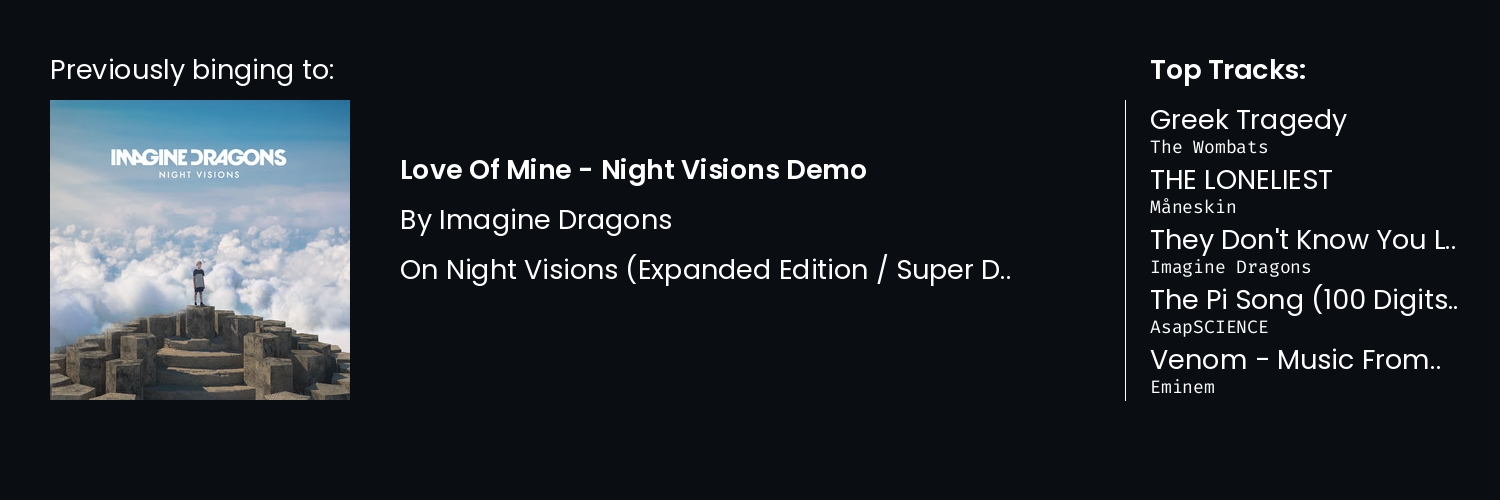 Previously binging to:
IMAGINE DRAGONS
NIGHT VISIONS
Love Of Mine - Night Visions Demo
By Imagine Dragons
On Night Visions (Expanded Edition / Super D..
Top Tracks:
Greek Tragedy
The Wombats
THE LONELIEST
Måneskin
They Don't Know You L..
Imagine Dragons
The Pi Song (100 Digits..
AsapSCIENCE
Venom - Music From..
Eminem